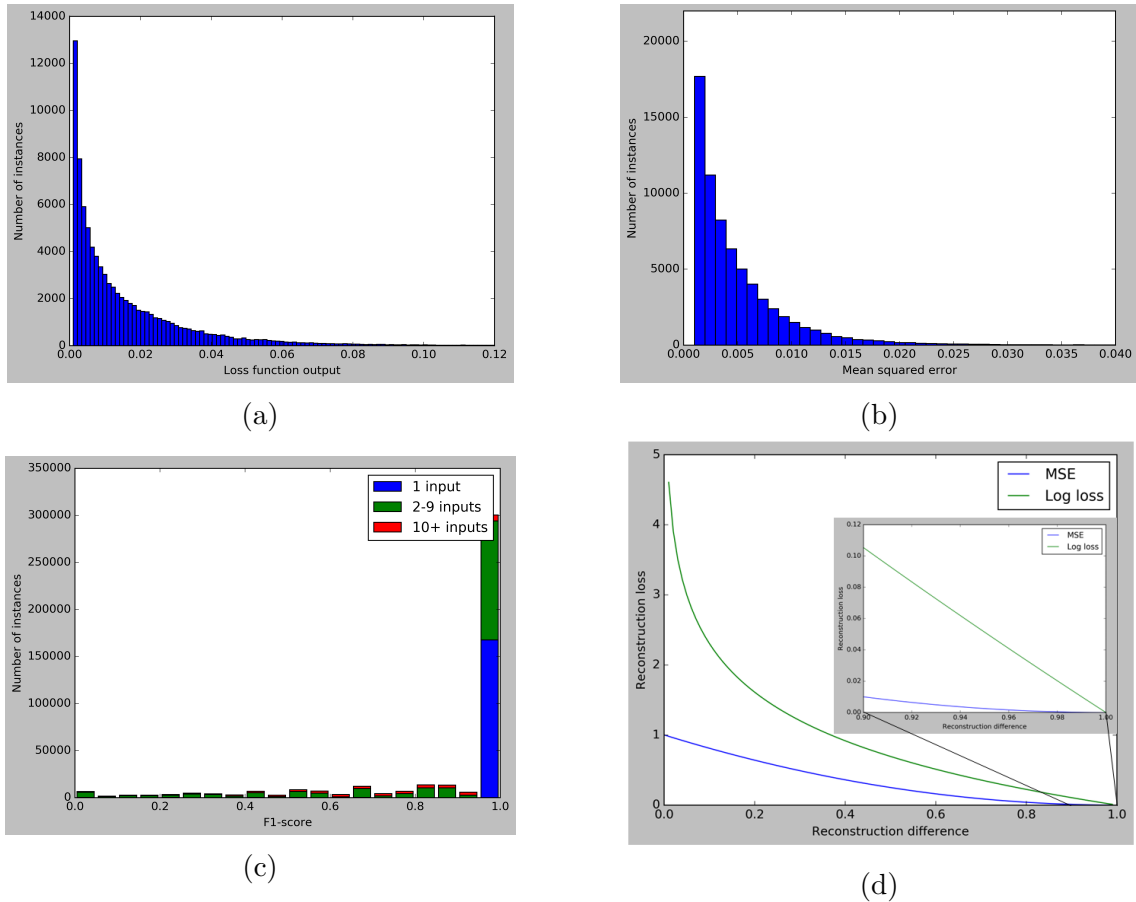 14000
12000
10000
8000
6000
4000
2000
0
0.00 0.02 0.04 0.06 0.08 0.10 0.12
Number of instances
Loss function output
(a)
20000
15000
10000
5000
0
0.000 0.005 0.010 0.015 0.020 0.025 0.030 0.035 0.040
Number of instances
Mean squared error
(b)
350000
300000
250000
200000
150000
100000
50000
0
0.0 0.2 0.4 0.6 0.8 1.0
Number of instances
F1-score
1 input
2-9 inputs
10+ inputs
(c)
5
4
3
2
1
0
0.0 0.2 0.4 0.6 0.8 1.0
Reconstruction loss
Reconstruction difference
MSE
Log loss
0.12
0.10
0.08
0.06
0.04
0.02
0.00
0.90 0.92 0.94 0.96 0.98 1.00
Reconstruction loss
Reconstruction difference
MSE
Log loss
(d)